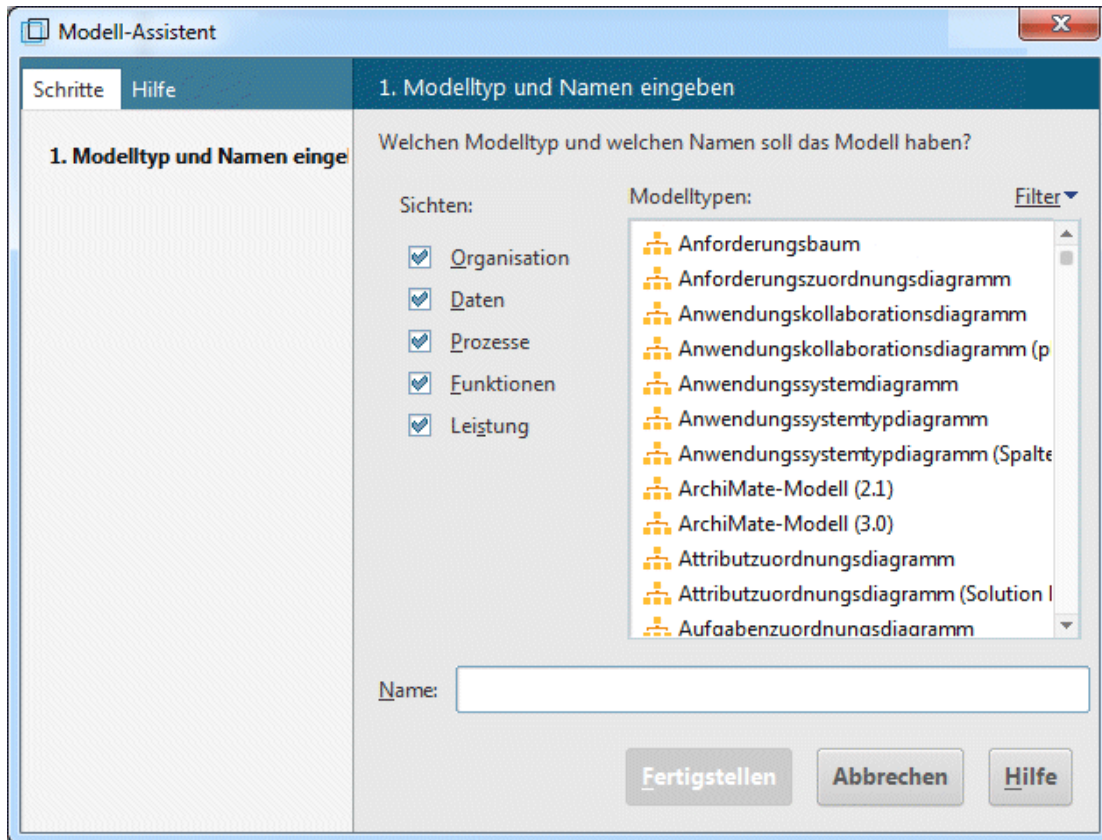 Modell-Assistent
Schritte Hilfe
1. Modelltyp und Namen eingeben
1. Modelltyp und Namen einge
Welchen Modelltyp und welchen Namen soll das Modell haben?
Sichten:
Organisation
Daten
Prozesse
Funktionen
Leistung
Modelltypen: Filter
Anforderungsbaum
Anforderungszuordnungsdiagramm
Anwendungskollaborationsdiagramm
Anwendungskollaborationsdiagramm (p
Anwendungssystemdiagramm
Anwendungssystemtypdiagramm
Anwendungssystemtypdiagramm (Spalte
ArchiMate-Modell (2.1)
ArchiMate-Modell (3.0)
Attributzuordnungsdiagramm
Attributzuordnungsdiagramm (Solution
Aufgabenzuordnungsdiagramm
Name:
Fertigstellen Abbrechen Hilfe